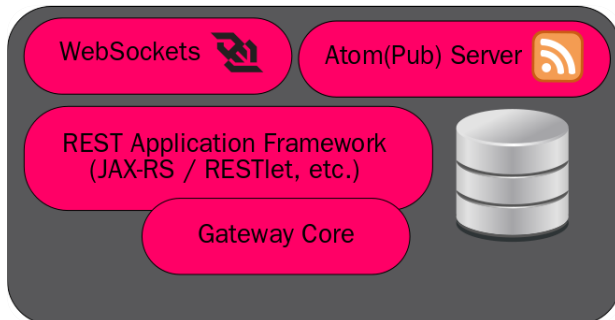 WebSockets
Atom(Pub) Server
REST Application Framework
(JAX-RS / RESTlet, etc.)
Gateway Core